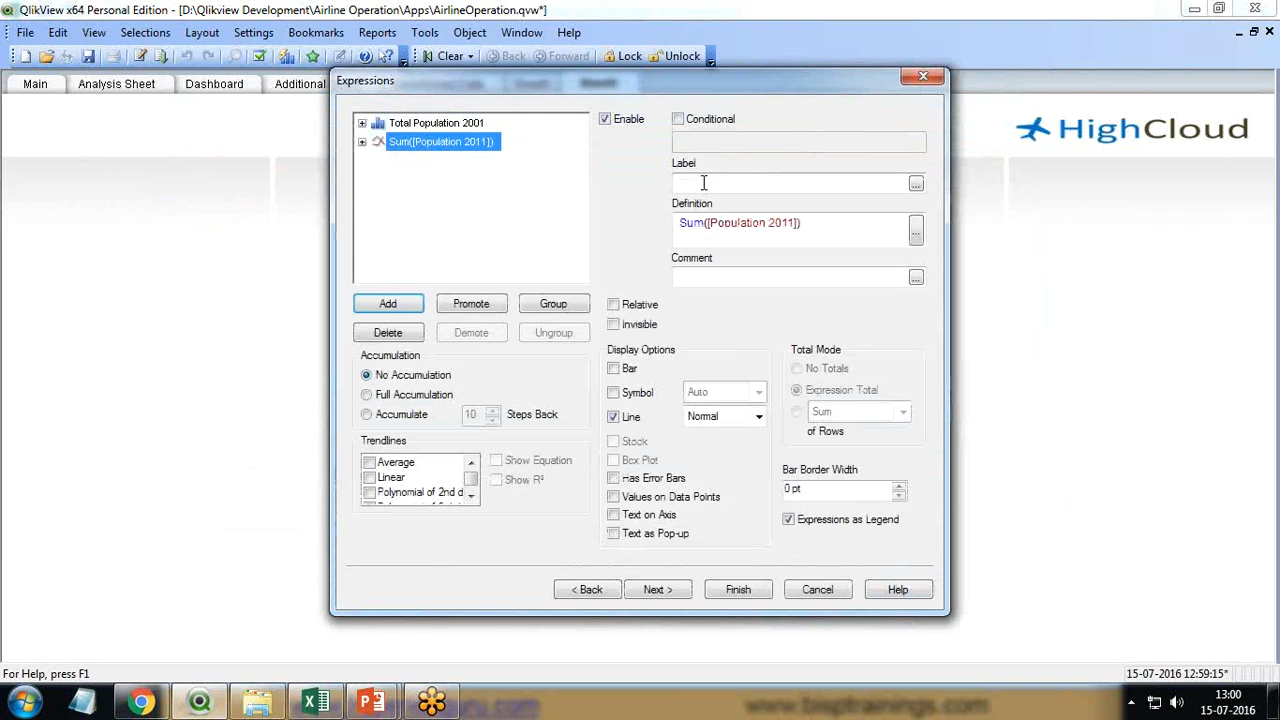 QlikView x64 Personal Edition - [D:\Qlikview Development\Airline Operation\Apps\AirlineOperation.qvw*]
File Edit View Selections Layout Settings Bookmarks Reports Tools Object Window Help
Clear Back Forward Lock Unlock
Main Analysis Sheet Dashboard Additional
Expressions
HighCloud
Total Population 2001
Sum([Population 2011])
Enable
Conditional
Label
Definition
Sum([Population 2011])
...
Comment
Add Promote Group
Delete Demote Ungroup
Relative
Invisible
Accumulation
No Accumulation
Full Accumulation
Accumulate 10 Steps Back
Trendlines
Average
Linear
Polynomial of 2nd d
Show Equation
Show R²
Display Options
Bar
Symbol Auto
Line Normal
Stock
Box Plot
Has Error Bars
Values on Data Points
Text on Axis
Text as Pop-up
Total Mode
No Totals
Expression Total
Sum
of Rows
Bar Border Width
0 pt
Expressions as Legend
< Back Next > Finish Cancel Help
For Help, press F1
15-07-2016 12:59:15*
www.bisptrainings.com
13:00
15-07-2016